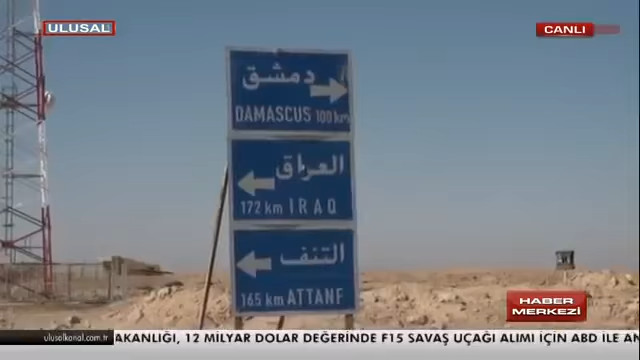 ULUSAL
CANLI
دمشق
DAMASCUS 100 km
العراق
172 km IRAQ
التنف
165 km ATTANF
HABER
MERKEZİ
ulusalkanal.com.tr
AKANLIĞI, 12 MİLYAR DOLAR DEĞERİNDE F15 SAVAŞ UÇAĞI ALIMI İÇİN ABD İLE AN